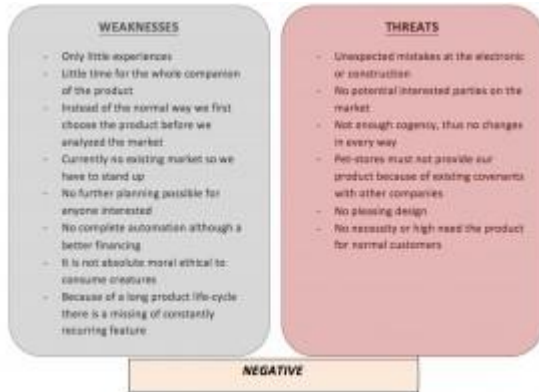 WEAKNESSES
- Only little experiences
- Little time for the whole companion
of the product
- Instead of the normal way we first
choose the product before we
analyzed the market
- Currently no existing market so we
have to stand up
- No further planning possible for
anyone interested
- No complete automation although a
better financing
- It is not absolute moral ethical to
consume creatures
- Because of a long product life-cycle
there is a missing of constantly
recurring feature
THREATS
- Unexpected mistakes at the electronic
or construction
- No potential interested parties on the
market
- Not enough cogency, thus no changes
in every way
- Pet-stores must not provide our
product because of existing covenants
with other companies
- No pleasing design
- No necessity or high need the product
for normal customers
NEGATIVE